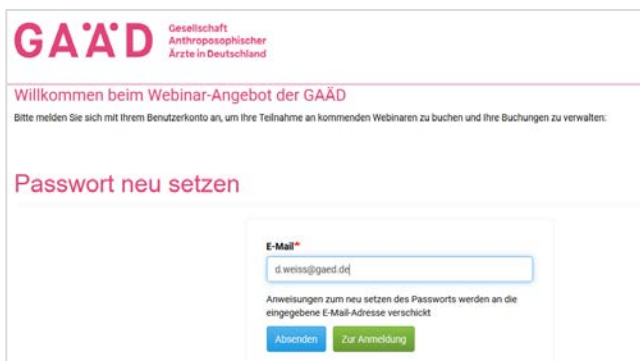 GAÄD
Gesellschaft
Anthroposophischer
Ärzte in Deutschland
Willkommen beim Webinar-Angebot der GAÄD
Bitte melden Sie sich mit Ihrem Benutzerkonto an, um Ihre Teilnahme an kommenden Webinaren zu buchen und Ihre Buchungen zu verwalten:
Passwort neu setzen
E-Mail*
d.weiss@gaed.de
Anweisungen zum neu setzen des Passworts werden an die
eingegebene E-Mail-Adresse verschickt
Absenden Zur Anmeldung